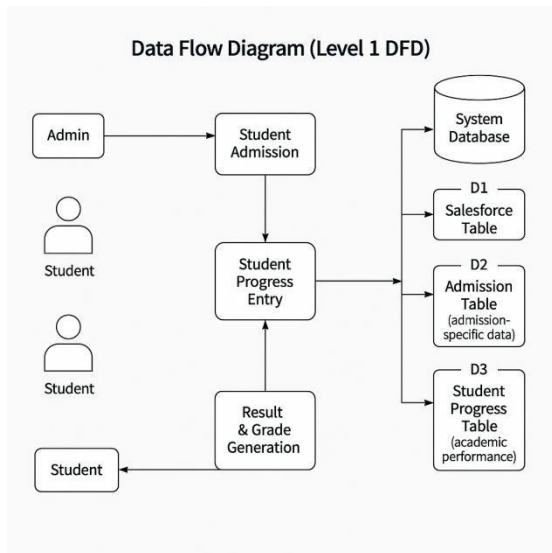 Data Flow Diagram (Level 1 DFD)
Admin
Student
Admission
System
Database
D1
Salesforce
Table
Student
Student
Progress
Entry
D2
Admission
Table
(admission-
specific data)
Student
D3
Student
Progress
Table
(academic
performance)
Result
& Grade
Generation
Student